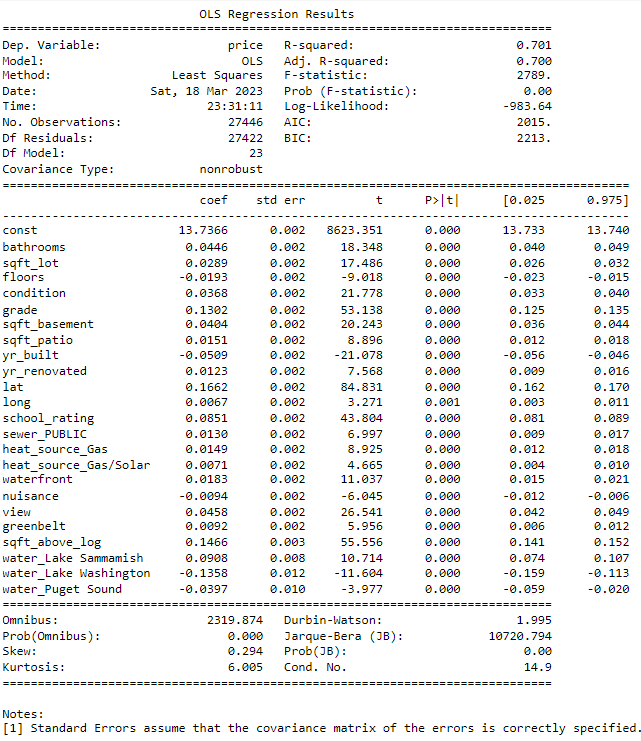 OLS Regression Results
==============================================================================
Dep. Variable:                  price   R-squared:                       0.701
Model:                            OLS   Adj. R-squared:                  0.700
Method:                 Least Squares   F-statistic:                     2789.
Date:                Sat, 18 Mar 2023   Prob (F-statistic):               0.00
Time:                        23:31:11   Log-Likelihood:                -983.64
No. Observations:               27446   AIC:                             2015.
Df Residuals:                   27422   BIC:                             2213.
Df Model:                          23
Covariance Type:            nonrobust
=========================================================================================
                            coef    std err          t      P>|t|      [0.025      0.975]
-----------------------------------------------------------------------------------------
const                    13.7366      0.002   8623.351      0.000      13.733      13.740
bathrooms                 0.0446      0.002     18.348      0.000       0.040       0.049
sqft_lot                  0.0289      0.002     17.486      0.000       0.026       0.032
floors                   -0.0193      0.002     -9.018      0.000      -0.023      -0.015
condition                 0.0368      0.002     21.778      0.000       0.033       0.040
grade                     0.1302      0.002     53.138      0.000       0.125       0.135
sqft_basement             0.0404      0.002     20.243      0.000       0.036       0.044
sqft_patio                0.0151      0.002      8.896      0.000       0.012       0.018
yr_built                 -0.0509      0.002    -21.078      0.000      -0.056      -0.046
yr_renovated              0.0123      0.002      7.568      0.000       0.009       0.016
lat                       0.1662      0.002     84.831      0.000       0.162       0.170
long                      0.0067      0.002      3.271      0.001       0.003       0.011
school_rating             0.0851      0.002     43.804      0.000       0.081       0.089
sewer_PUBLIC              0.0130      0.002      6.997      0.000       0.009       0.017
heat_source_Gas           0.0149      0.002      8.925      0.000       0.012       0.018
heat_source_Gas/Solar     0.0071      0.002      4.665      0.000       0.004       0.010
waterfront                0.0183      0.002     11.037      0.000       0.015       0.021
nuisance                 -0.0094      0.002     -6.045      0.000      -0.012      -0.006
view                      0.0458      0.002     26.541      0.000       0.042       0.049
greenbelt                 0.0092      0.002      5.956      0.000       0.006       0.012
sqft_above_log            0.1466      0.003     55.556      0.000       0.141       0.152
water_Lake Sammamish      0.0908      0.008     10.714      0.000       0.074       0.107
water_Lake Washington    -0.1358      0.012    -11.604      0.000      -0.159      -0.113
water_Puget Sound        -0.0397      0.010     -3.977      0.000      -0.059      -0.020
==============================================================================
Omnibus:                     2319.874   Durbin-Watson:                   1.995
Prob(Omnibus):                  0.000   Jarque-Bera (JB):            10720.794
Skew:                           0.294   Prob(JB):                         0.00
Kurtosis:                       6.005   Cond. No.                         14.9
==============================================================================
Notes:
[1] Standard Errors assume that the covariance matrix of the errors is correctly specified.